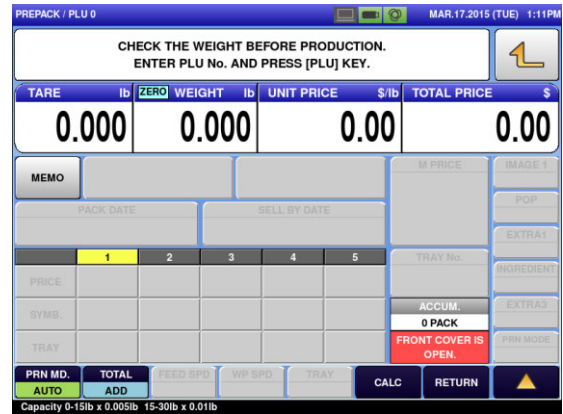 PREPACK / PLU 0
MAR.17.2015 (TUE) 1:11PM
CHECK THE WEIGHT BEFORE PRODUCTION.
ENTER PLU No. AND PRESS [PLU] KEY.
TARE lb ZERO WEIGHT lb UNIT PRICE $/lb TOTAL PRICE $
0.000 0.000 0.00 0.00
MEMO
M PRICE
IMAGE 1
POP
PACK DATE SELL BY DATE
EXTRA1
1 2 3 4 5
TRAY No.
INGREDIENT
PRICE
EXTRA3
SYMB.
ACCUM.
0 PACK
TRAY
FRONT COVER IS
OPEN.
PRN MODE
PRN MD. TOTAL FEED SPD WP SPD TRAY CALC RETURN
AUTO ADD
Capacity 0-15lb x 0.005lb 15-30lb x 0.01lb